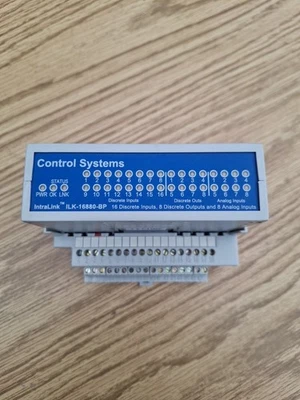 Control Systems
STATUS
PWR OK LNK
1 2 3 4 5 6 7 8 1 2 3 4 1 2 3 4
9 10 11 12 13 14 15 16 5 6 7 8 5 6 7 8
Discrete Inputs Discrete Outs Analog Inputs
IntraLink™ ILK-16880-BP 16 Discrete Inputs, 8 Discrete Outputs and 8 Analog Inputs